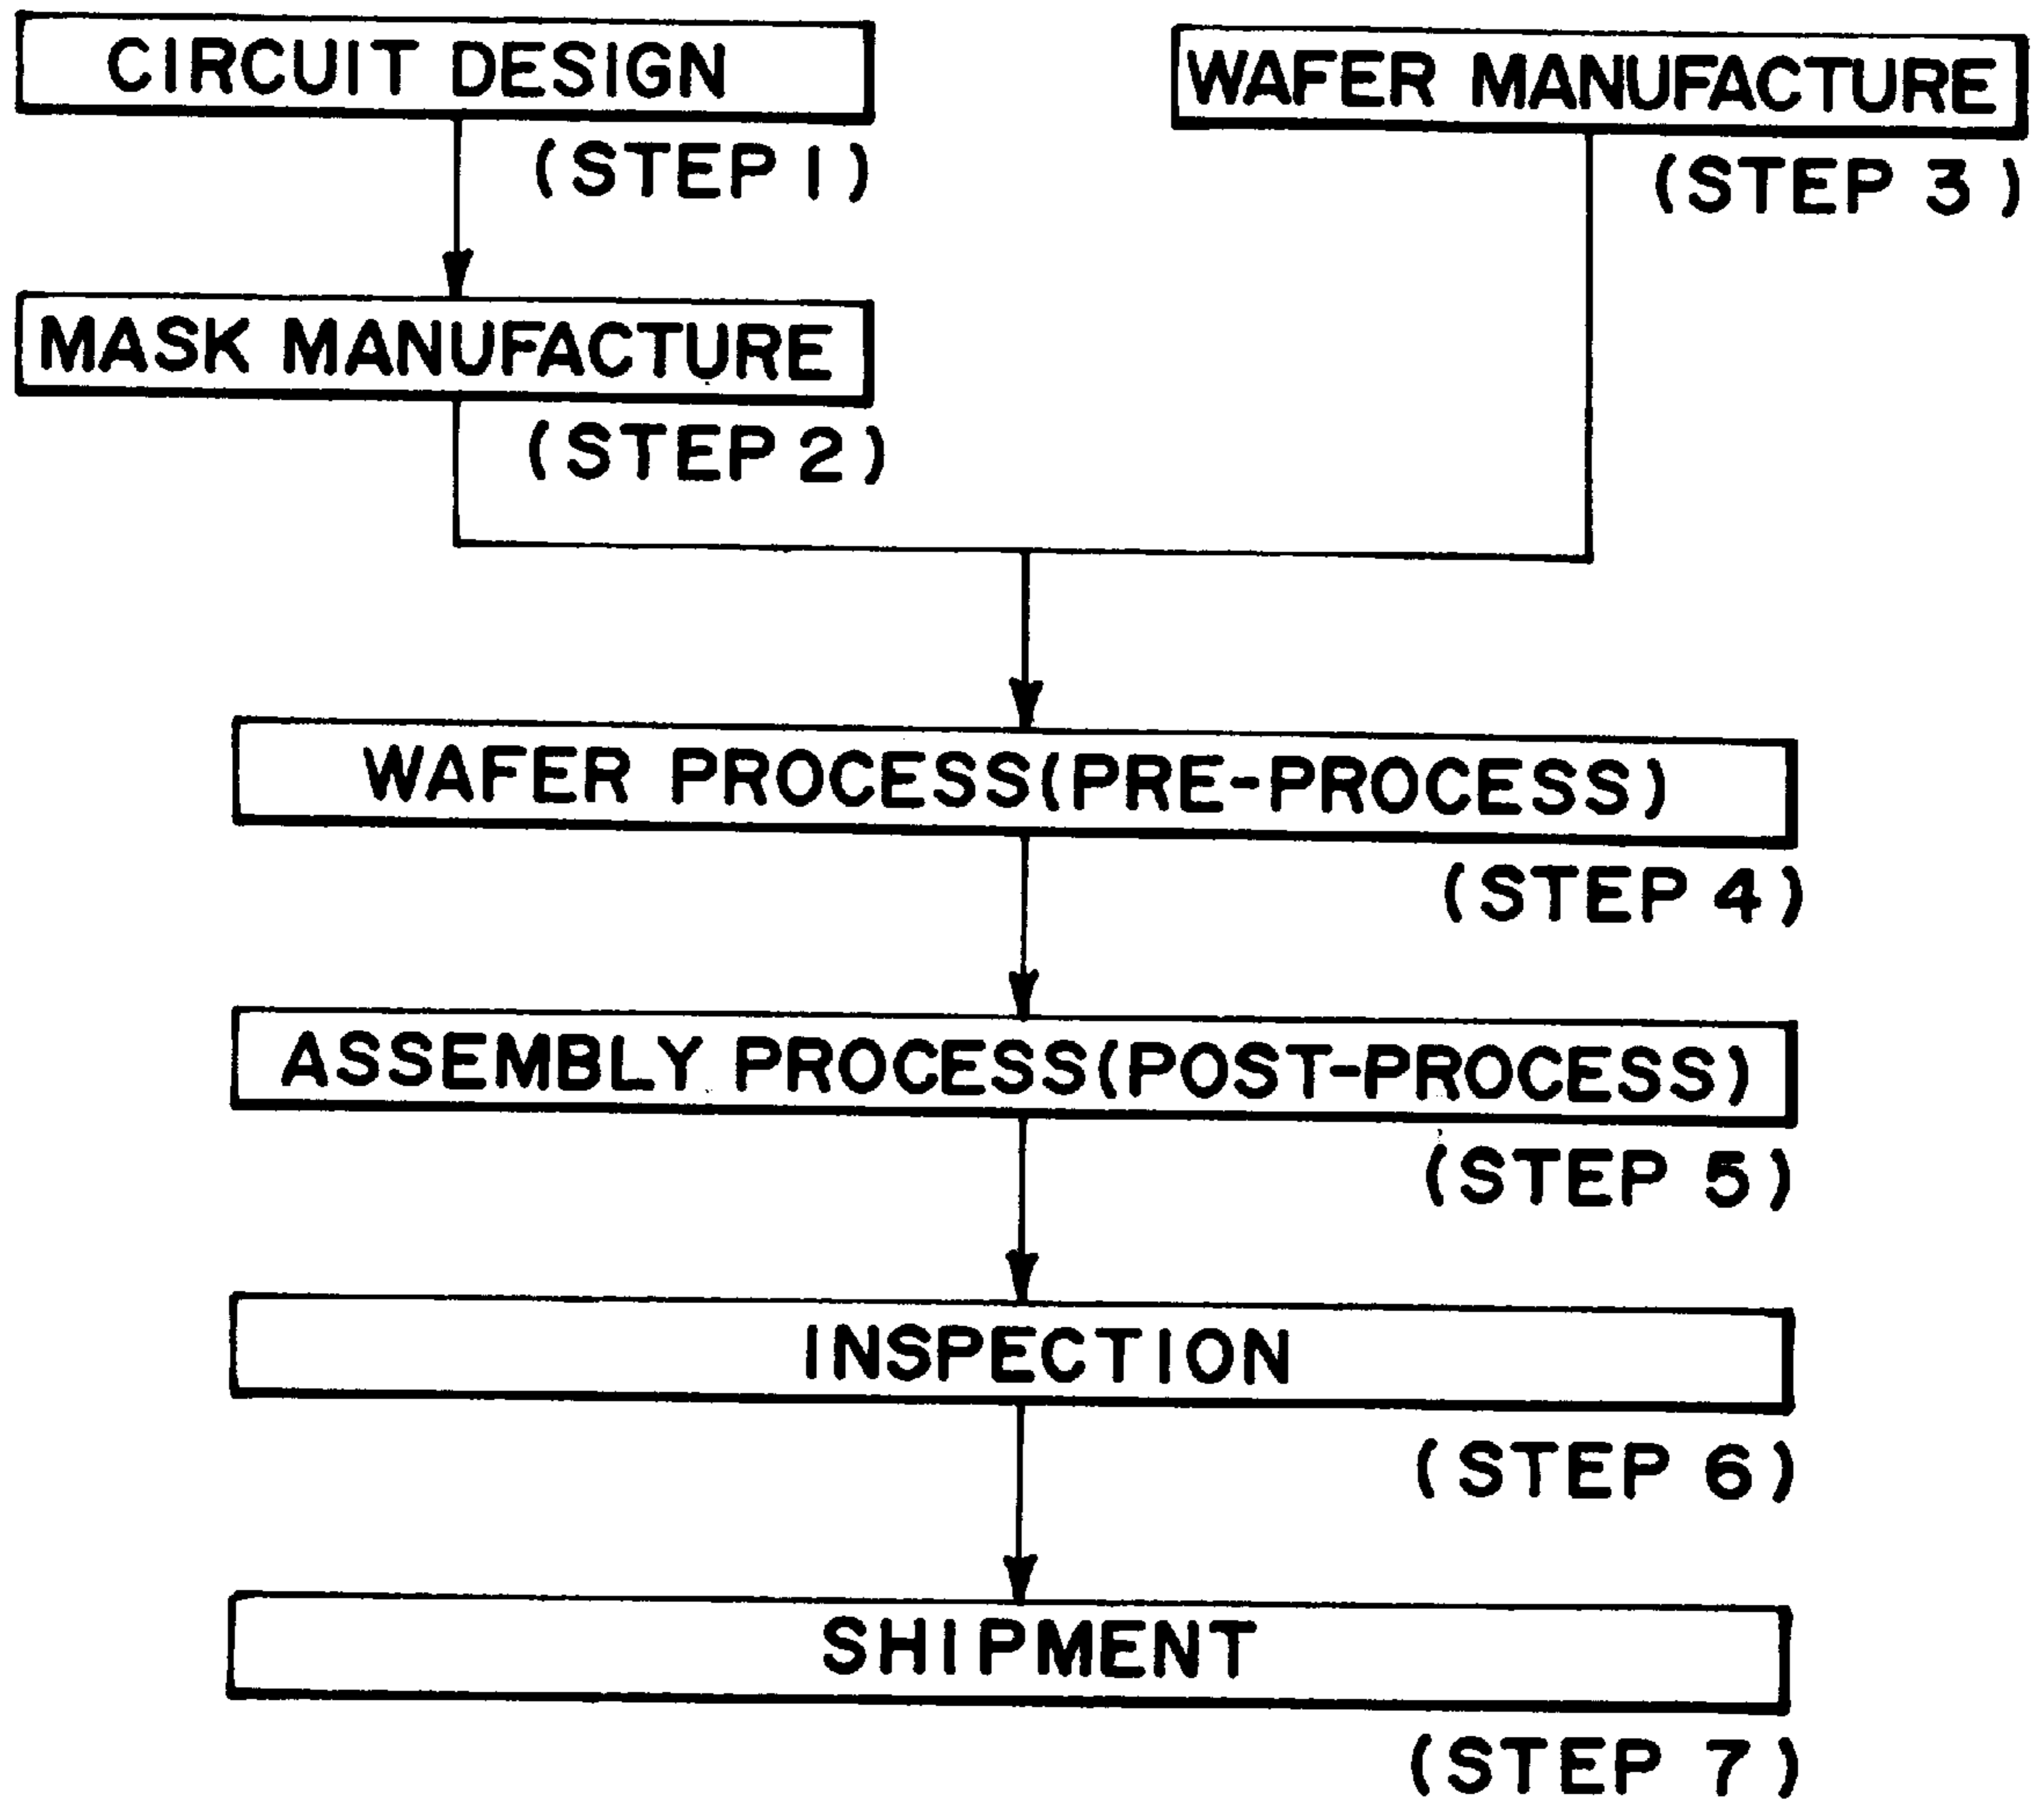 CIRCUIT DESIGN
(STEP 1)
MASK MANUFACTURE
(STEP 2)
WAFER MANUFACTURE
(STEP 3)
WAFER PROCESS(PRE-PROCESS)
(STEP 4)
ASSEMBLY PROCESS(POST-PROCESS)
(STEP 5)
INSPECTION
(STEP 6)
SHIPMENT
(STEP 7)